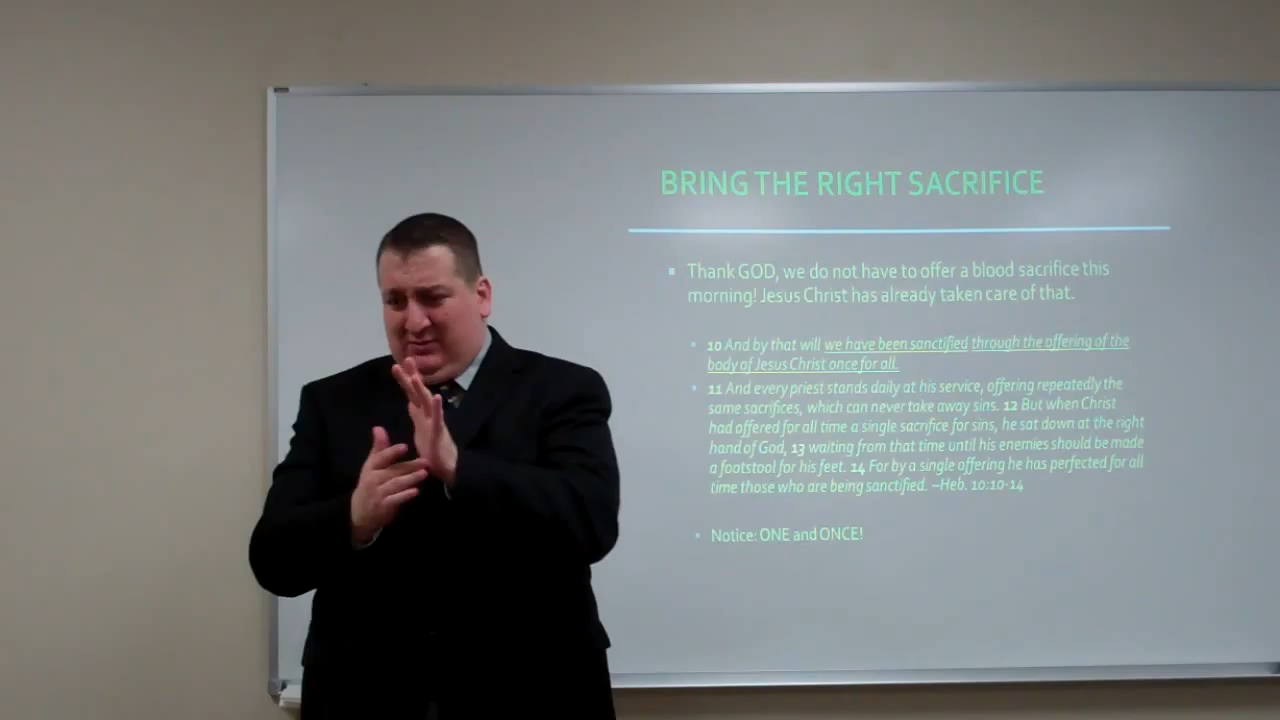 BRING THE RIGHT SACRIFICE
▪ Thank GOD, we do not have to offer a blood sacrifice this
morning! Jesus Christ has already taken care of that.
▪ 10 And by that will we have been sanctified through the offering of the
body of Jesus Christ once for all.
▪ 11 And every priest stands daily at his service, offering repeatedly the
same sacrifices, which can never take away sins. 12 But when Christ
had offered for all time a single sacrifice for sins, he sat down at the right
hand of God, 13 waiting from that time until his enemies should be made
a footstool for his feet. 14 For by a single offering he has perfected for all
time those who are being sanctified. –Heb. 10:10-14
▪ Notice: ONE and ONCE!